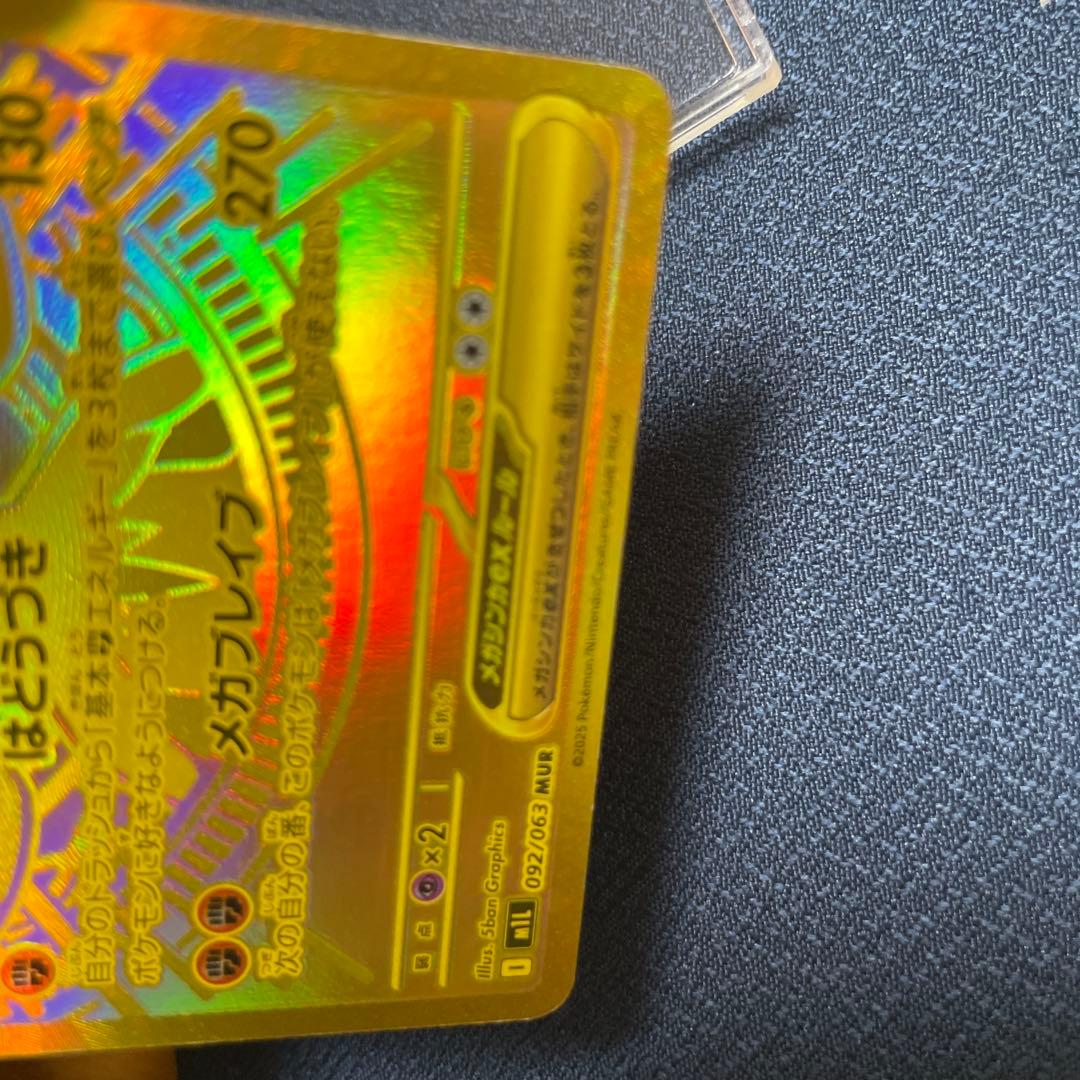 はどうづき
130
自分のトラッシュから「基本 エネルギー」を3枚まで選び、ベンチ
ポケモンに好きなようにつける。
メガブレイブ
270
次の自分の番、このポケモンは「メガブレイブ」が使えない。
弱点
×2
抵抗力
にげる
メガシンカexルール
メガシンカexがきぜつしたとき、相手はサイドを3枚とる。
Illus. 5ban Graphics
I
M1L
092/063 MUR
©2025 Pokémon/Nintendo/Creatures/GAME FREAK